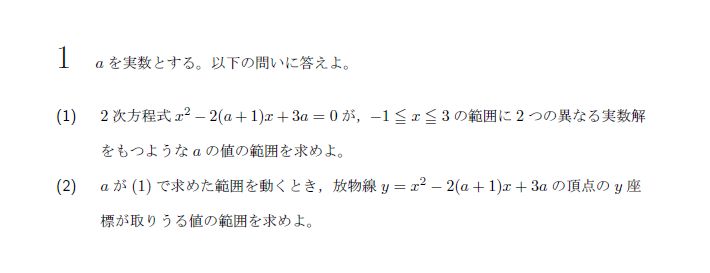 1 aを実数とする。以下の問いに答えよ。
(1) 2次方程式 x² − 2(a+1)x + 3a = 0 が，−1 ≦ x ≦ 3 の範囲に2つの異なる実数解
をもつような a の値の範囲を求めよ。
(2) a が (1) で求めた範囲を動くとき，放物線 y = x² − 2(a+1)x + 3a の頂点の y 座
標が取りうる値の範囲を求めよ。